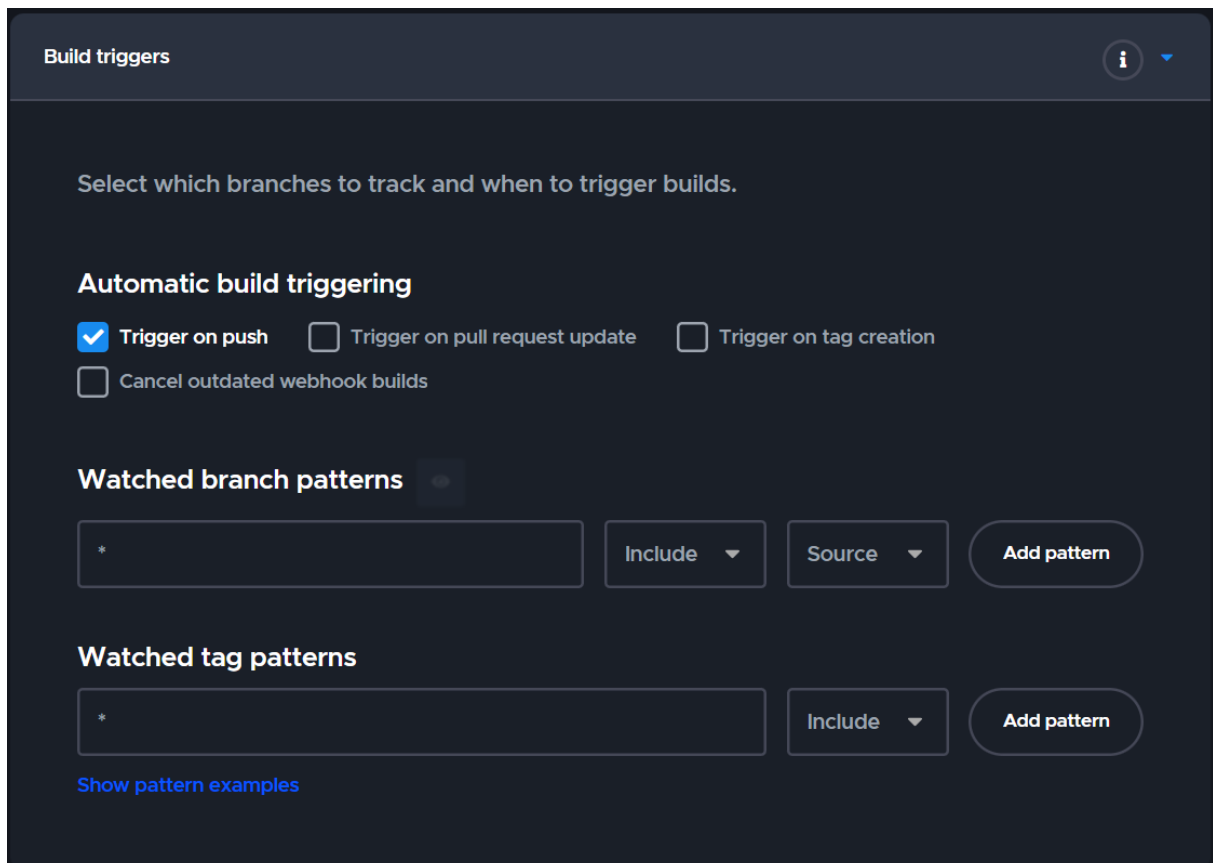 Build triggers
Select which branches to track and when to trigger builds.
Automatic build triggering
Trigger on push Trigger on pull request update Trigger on tag creation
Cancel outdated webhook builds
Watched branch patterns
* Include Source Add pattern
Watched tag patterns
* Include Add pattern
Show pattern examples